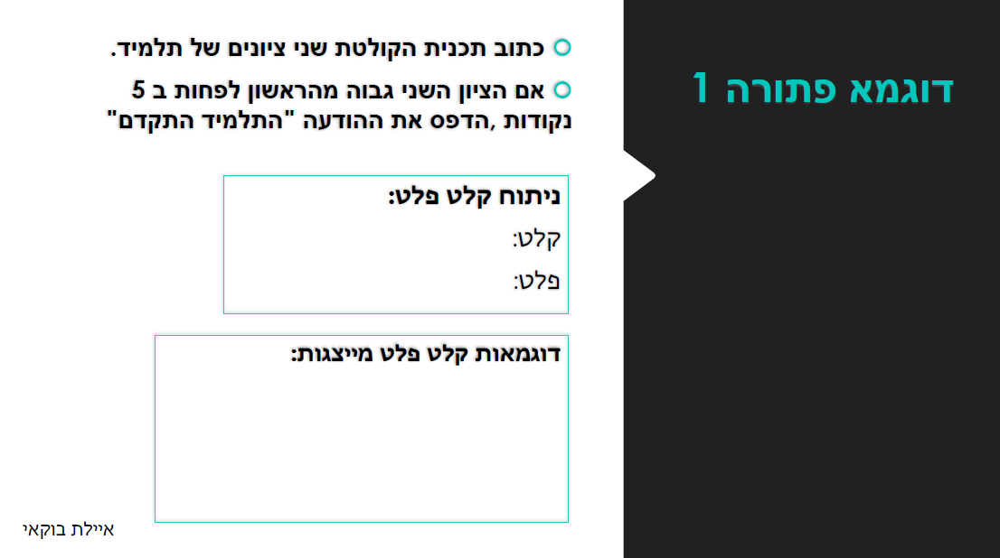 דוגמא פתורה 1
כתוב תכנית הקולטת שני ציונים של תלמיד.
אם הציון השני גבוה מהראשון לפחות ב 5
נקודות ,הדפס את ההודעה "התלמיד התקדם"
ניתוח קלט פלט:
קלט:
פלט:
דוגמאות קלט פלט מייצגות:
איילת בוקאי